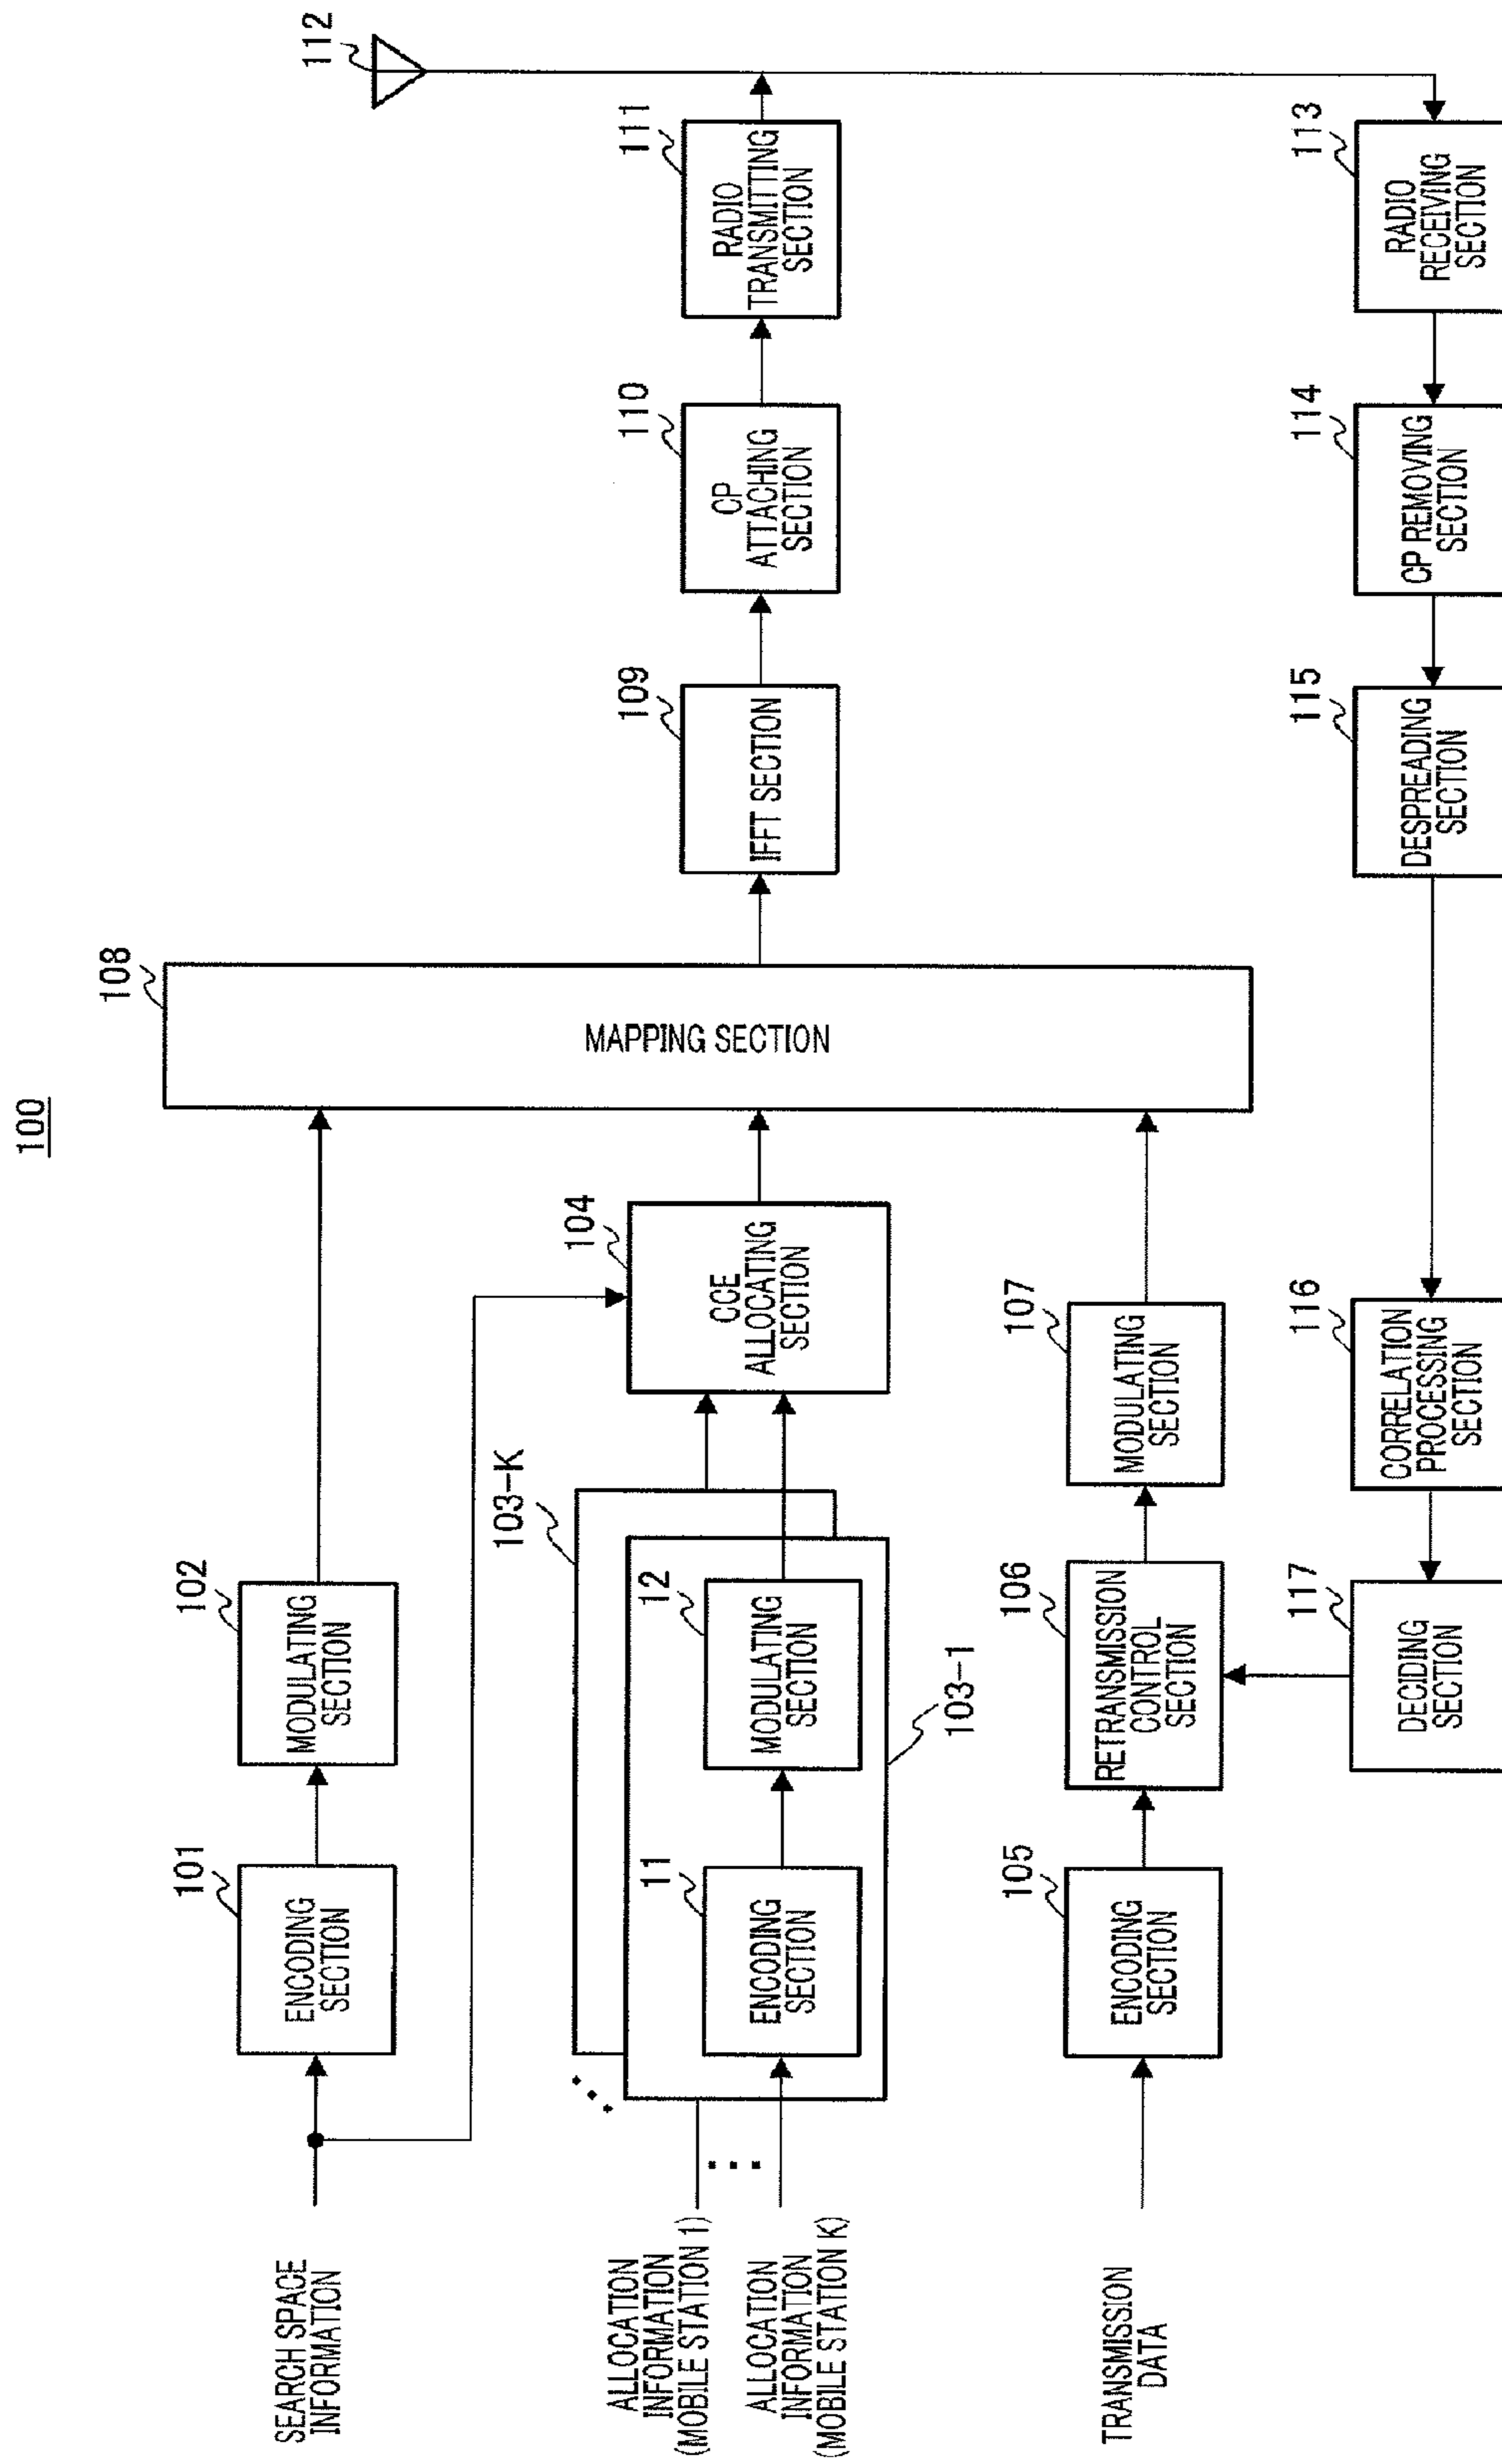 100
SEARCH SPACE
INFORMATION
101
ENCODING
SECTION
102
MODULATING
SECTION
108
MAPPING SECTION
112
ALLOCATION
INFORMATION
(MOBILE STATION 1)
ALLOCATION
INFORMATION
(MOBILE STATION K)
103-K
11
ENCODING
SECTION
12
MODULATING
SECTION
103-1
104
CCE
ALLOCATING
SECTION
109
IFFT SECTION
110
CP
ATTACHING
SECTION
111
RADIO
TRANSMITTING
SECTION
TRANSMISSION
DATA
105
ENCODING
SECTION
106
RETRANSMISSION
CONTROL
SECTION
107
MODULATING
SECTION
117
DECIDING
SECTION
116
CORRELATION
PROCESSING
SECTION
115
DESPREADING
SECTION
114
CP REMOVING
SECTION
113
RADIO
RECEIVING
SECTION